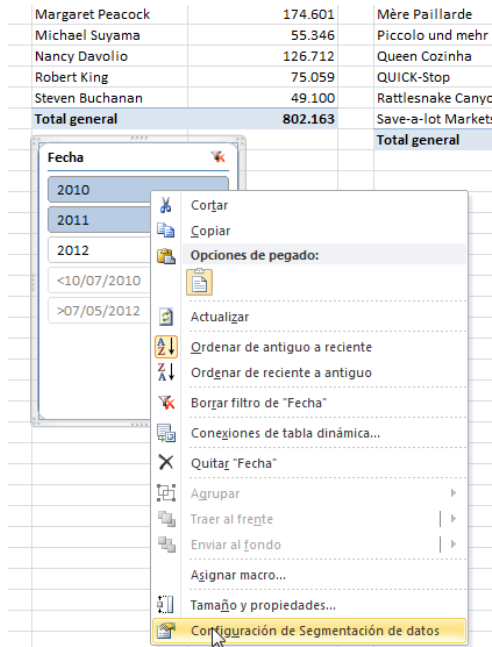 Margaret Peacock 174.601 Mère Paillarde
Michael Suyama 55.346 Piccolo und mehr
Nancy Davolio 126.712 Queen Cozinha
Robert King 75.059 QUICK-Stop
Steven Buchanan 49.100 Rattlesnake Canyo
Total general 802.163 Save-a-lot Markets
Total general
Fecha
2010
2011
2012
<10/07/2010
>07/05/2012
Cortar
Copiar
Opciones de pegado:
Actualizar
Ordenar de antiguo a reciente
Ordenar de reciente a antiguo
Borrar filtro de "Fecha"
Conexiones de tabla dinámica...
Quitar "Fecha"
Agrupar
Traer al frente
Enviar al fondo
Asignar macro...
Tamaño y propiedades...
Configuración de Segmentación de datos